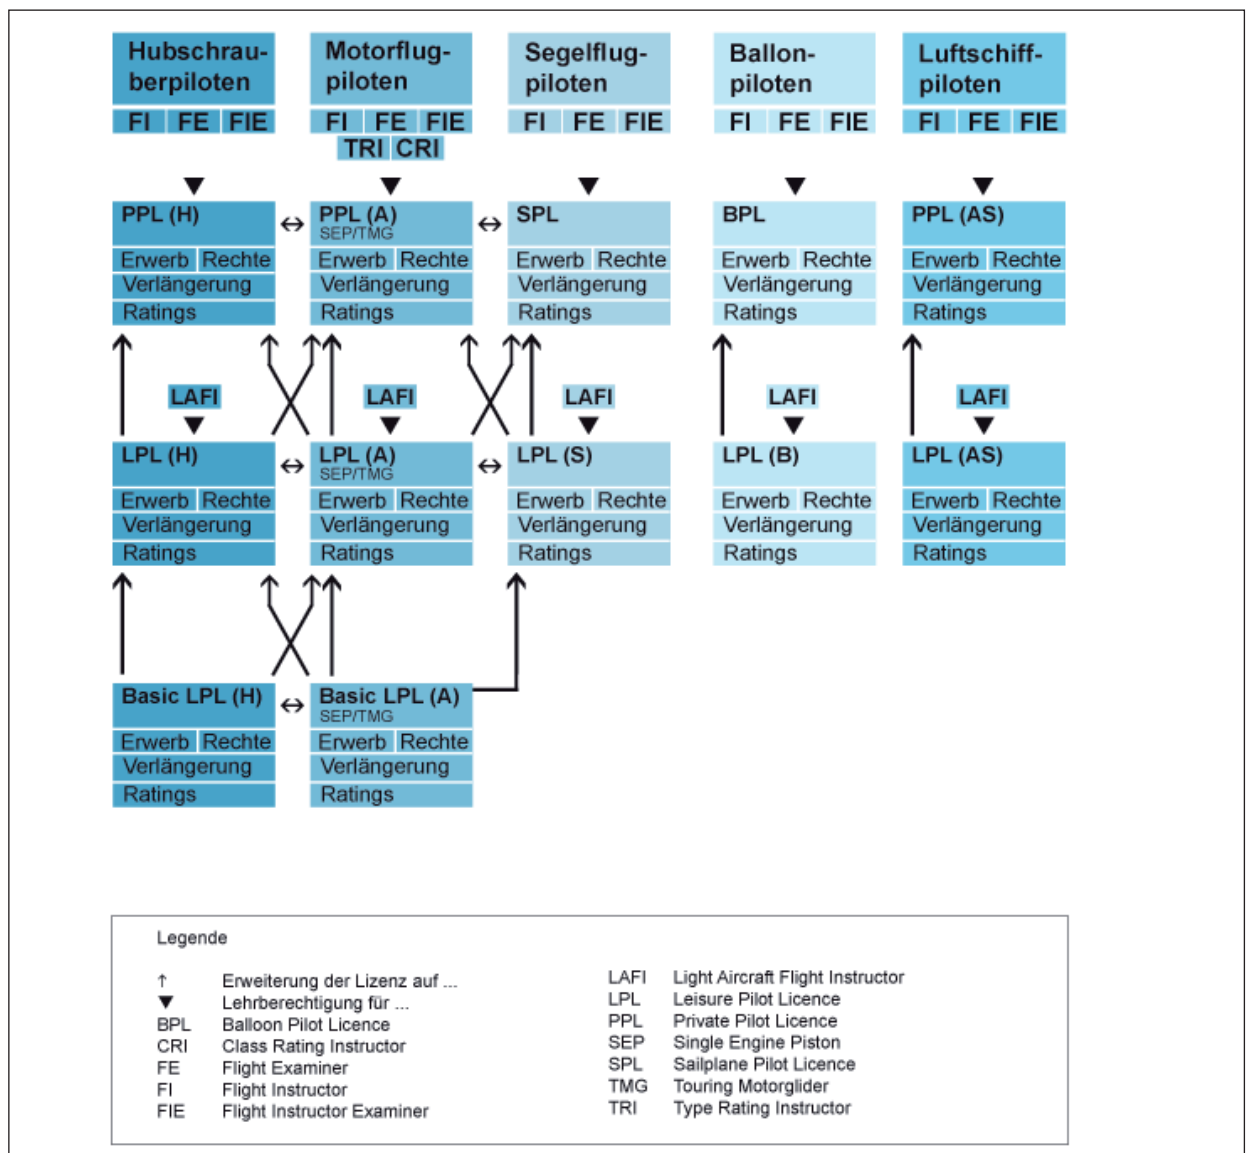 Hubschrau-
berpiloten
Motorflug-
piloten
Segelflug-
piloten
Ballon-
piloten
Luftschiff-
piloten
FI FE FIE
FI FE FIE
FI FE FIE
FI FE FIE
FI FE FIE
TRI CRI
PPL (H)
Erwerb Rechte
Verlängerung
Ratings
PPL (A)
SEP/TMG
Erwerb Rechte
Verlängerung
Ratings
SPL
Erwerb Rechte
Verlängerung
Ratings
BPL
Erwerb Rechte
Verlängerung
Ratings
PPL (AS)
Erwerb Rechte
Verlängerung
Ratings
LAFI
LAFI
LAFI
LAFI
LAFI
LPL (H)
Erwerb Rechte
Verlängerung
Ratings
LPL (A)
SEP/TMG
Erwerb Rechte
Verlängerung
Ratings
LPL (S)
Erwerb Rechte
Verlängerung
Ratings
LPL (B)
Erwerb Rechte
Verlängerung
Ratings
LPL (AS)
Erwerb Rechte
Verlängerung
Ratings
Basic LPL (H)
Erwerb Rechte
Verlängerung
Ratings
Basic LPL (A)
SEP/TMG
Erwerb Rechte
Verlängerung
Ratings
Legende
↑ Erweiterung der Lizenz auf ...
▼ Lehrberechtigung für ...
BPL Balloon Pilot Licence
CRI Class Rating Instructor
FE Flight Examiner
FI Flight Instructor
FIE Flight Instructor Examiner
LAFI Light Aircraft Flight Instructor
LPL Leisure Pilot Licence
PPL Private Pilot Licence
SEP Single Engine Piston
SPL Sailplane Pilot Licence
TMG Touring Motorglider
TRI Type Rating Instructor